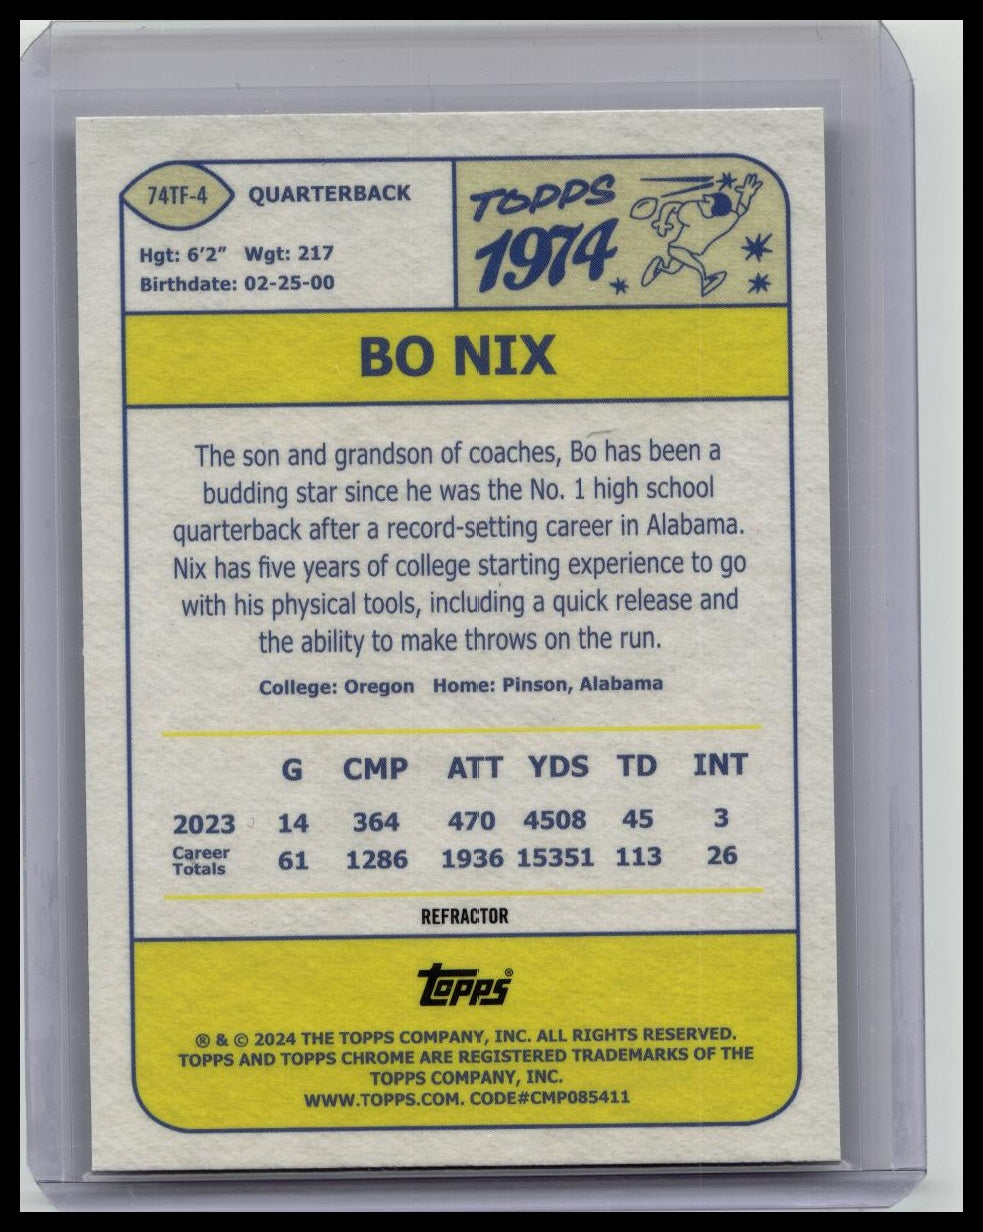 74TF-4
QUARTERBACK
Hgt: 6'2" Wgt: 217
Birthdate: 02-25-00
TOPPS
1974
BO NIX
The son and grandson of coaches, Bo has been a
budding star since he was the No. 1 high school
quarterback after a record-setting career in Alabama.
Nix has five years of college starting experience to go
with his physical tools, including a quick release and
the ability to make throws on the run.
College: Oregon Home: Pinson, Alabama
G CMP ATT YDS TD INT
2023 14 364 470 4508 45 3
Career
Totals 61 1286 1936 15351 113 26
REFRACTOR
topps®
® & © 2024 THE TOPPS COMPANY, INC. ALL RIGHTS RESERVED.
TOPPS AND TOPPS CHROME ARE REGISTERED TRADEMARKS OF THE
TOPPS COMPANY, INC.
WWW.TOPPS.COM. CODE#CMP085411